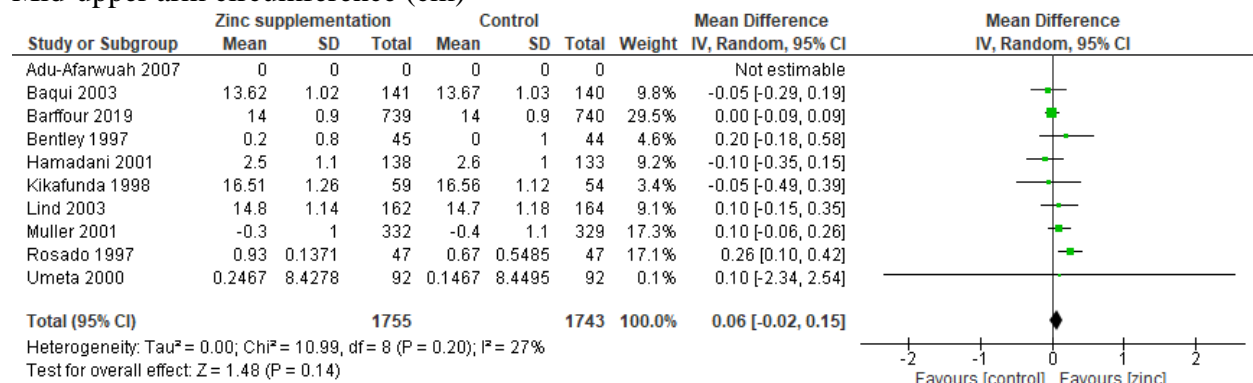 Mid-upper arm circumference (cm)
Zinc supplementation Control Mean Difference Mean Difference
Study or Subgroup Mean SD Total Mean SD Total Weight IV, Random, 95% CI IV, Random, 95% CI
Adu-Afarwuah 2007 0 0 0 0 0 0 Not estimable
Baqui 2003 13.62 1.02 141 13.67 1.03 140 9.8% -0.05 [-0.29, 0.19]
Barffour 2019 14 0.9 739 14 0.9 740 29.5% 0.00 [-0.09, 0.09]
Bentley 1997 0.2 0.8 45 0 1 44 4.6% 0.20 [-0.18, 0.58]
Hamadani 2001 2.5 1.1 138 2.6 1 133 9.2% -0.10 [-0.35, 0.15]
Kikafunda 1998 16.51 1.26 59 16.56 1.12 54 3.4% -0.05 [-0.49, 0.39]
Lind 2003 14.8 1.14 162 14.7 1.18 164 9.1% 0.10 [-0.15, 0.35]
Muller 2001 -0.3 1 332 -0.4 1.1 329 17.3% 0.10 [-0.06, 0.26]
Rosado 1997 0.93 0.1371 47 0.67 0.5485 47 17.1% 0.26 [0.10, 0.42]
Umeta 2000 0.2467 8.4278 92 0.1467 8.4495 92 0.1% 0.10 [-2.34, 2.54]
Total (95% CI) 1755 1743 100.0% 0.06 [-0.02, 0.15]
Heterogeneity: Tau² = 0.00; Chi² = 10.99, df = 8 (P = 0.20); I² = 27%
Test for overall effect: Z = 1.48 (P = 0.14)
-2 -1 0 1 2
Favours [control] Favours [zinc]